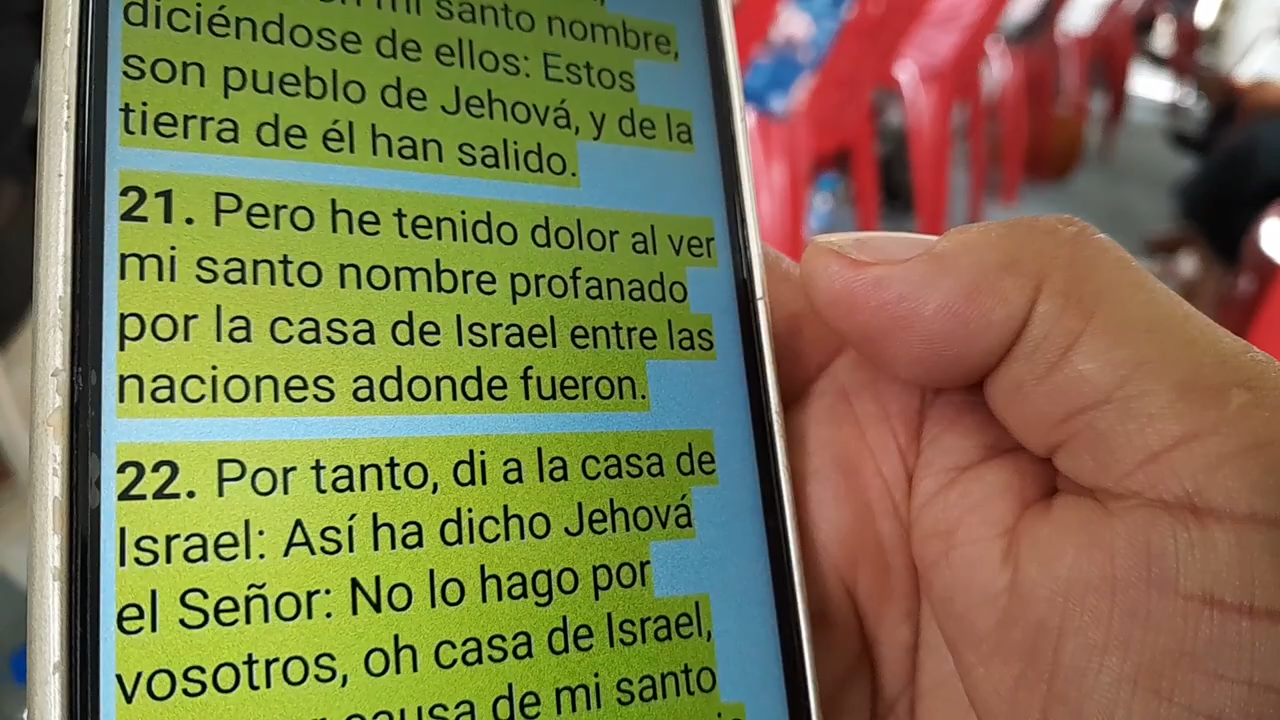 mi santo nombre,
diciéndose de ellos: Estos
son pueblo de Jehová, y de la
tierra de él han salido.
21. Pero he tenido dolor al ver
mi santo nombre profanado
por la casa de Israel entre las
naciones adonde fueron.
22. Por tanto, di a la casa de
Israel: Así ha dicho Jehová
el Señor: No lo hago por
vosotros, oh casa de Israel,
causa de mi santo